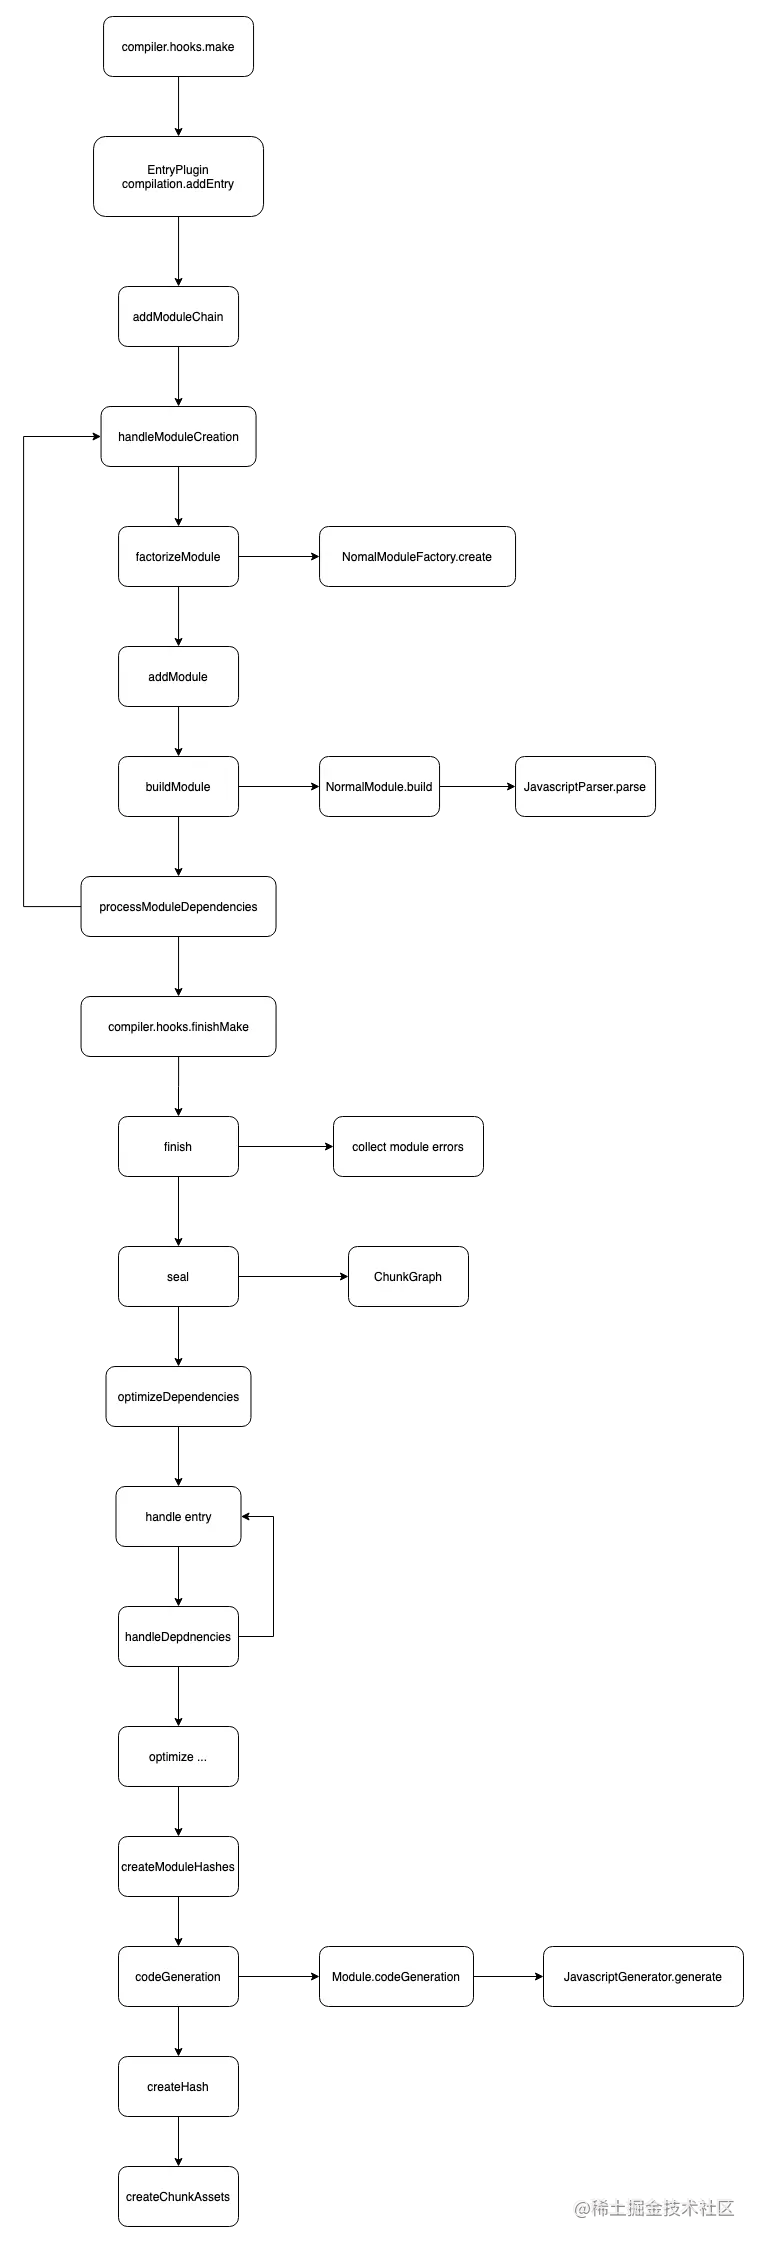 compiler.hooks.make
EntryPlugin
compilation.addEntry
addModuleChain
handleModuleCreation
factorizeModule
NomalModuleFactory.create
addModule
buildModule
NormalModule.build
JavascriptParser.parse
processModuleDependencies
compiler.hooks.finishMake
finish
collect module errors
seal
ChunkGraph
optimizeDependencies
handle entry
handleDepdnencies
optimize ...
createModuleHashes
codeGeneration
Module.codeGeneration
JavascriptGenerator.generate
createHash
createChunkAssets
@稀土掘金技术社区